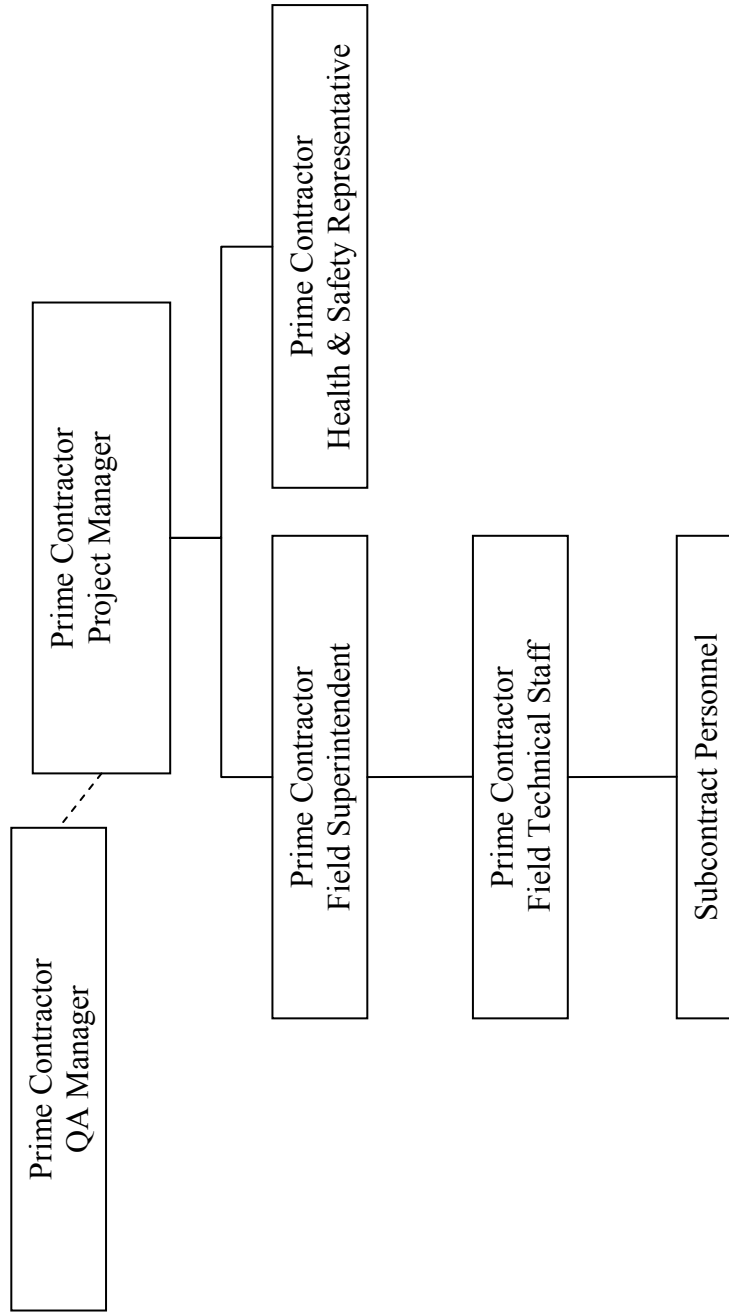 Prime Contractor
QA Manager
Prime Contractor
Project Manager
Prime Contractor
Field Superintendent
Prime Contractor
Health & Safety Representative
Prime Contractor
Field Technical Staff
Subcontract Personnel